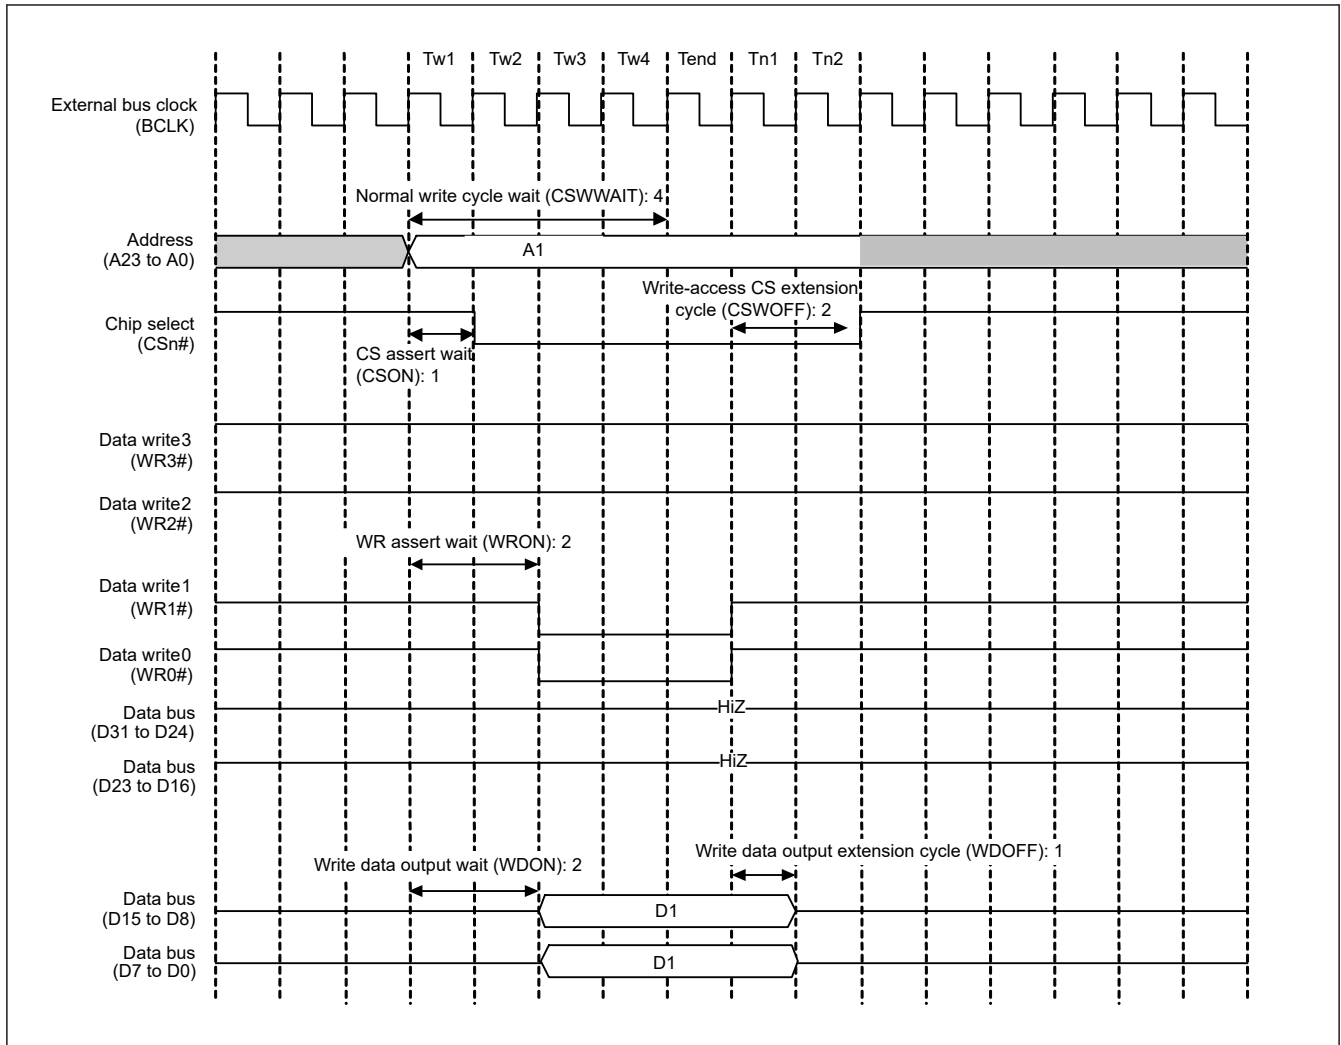 Tw1 Tw2 Tw3 Tw4 Tend Tn1 Tn2
External bus clock
(BCLK)
Normal write cycle wait (CSWWAIT): 4
Address
(A23 to A0)
A1
Write-access CS extension
cycle (CSWOFF): 2
Chip select
(CSn#)
CS assert wait
(CSON): 1
Data write3
(WR3#)
Data write2
(WR2#)
WR assert wait (WRON): 2
Data write1
(WR1#)
Data write0
(WR0#)
Data bus
(D31 to D24)
HiZ
Data bus
(D23 to D16)
HiZ
Write data output wait (WDON): 2
Write data output extension cycle (WDOFF): 1
Data bus
(D15 to D8)
D1
Data bus
(D7 to D0)
D1